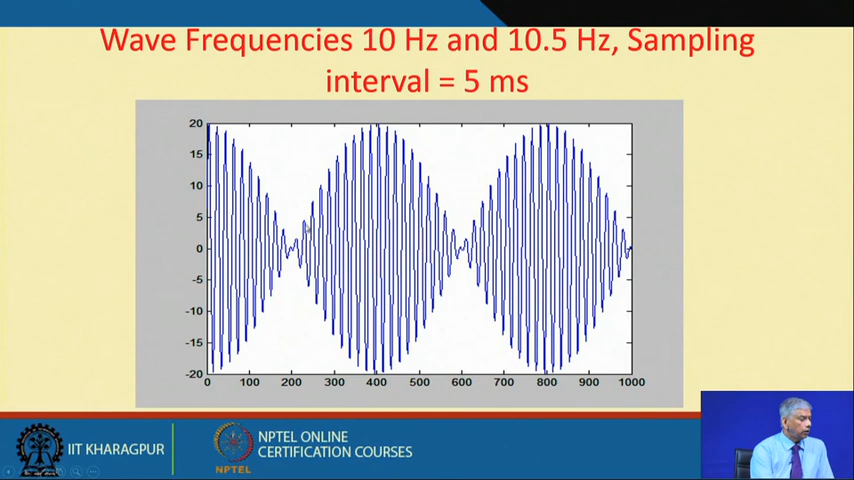 Wave Frequencies 10 Hz and 10.5 Hz, Sampling
interval = 5 ms
20
15
10
5
0
-5
-10
-15
-20
0 100 200 300 400 500 600 700 800 900 1000
IIT KHARAGPUR
NPTEL
NPTEL ONLINE
CERTIFICATION COURSES